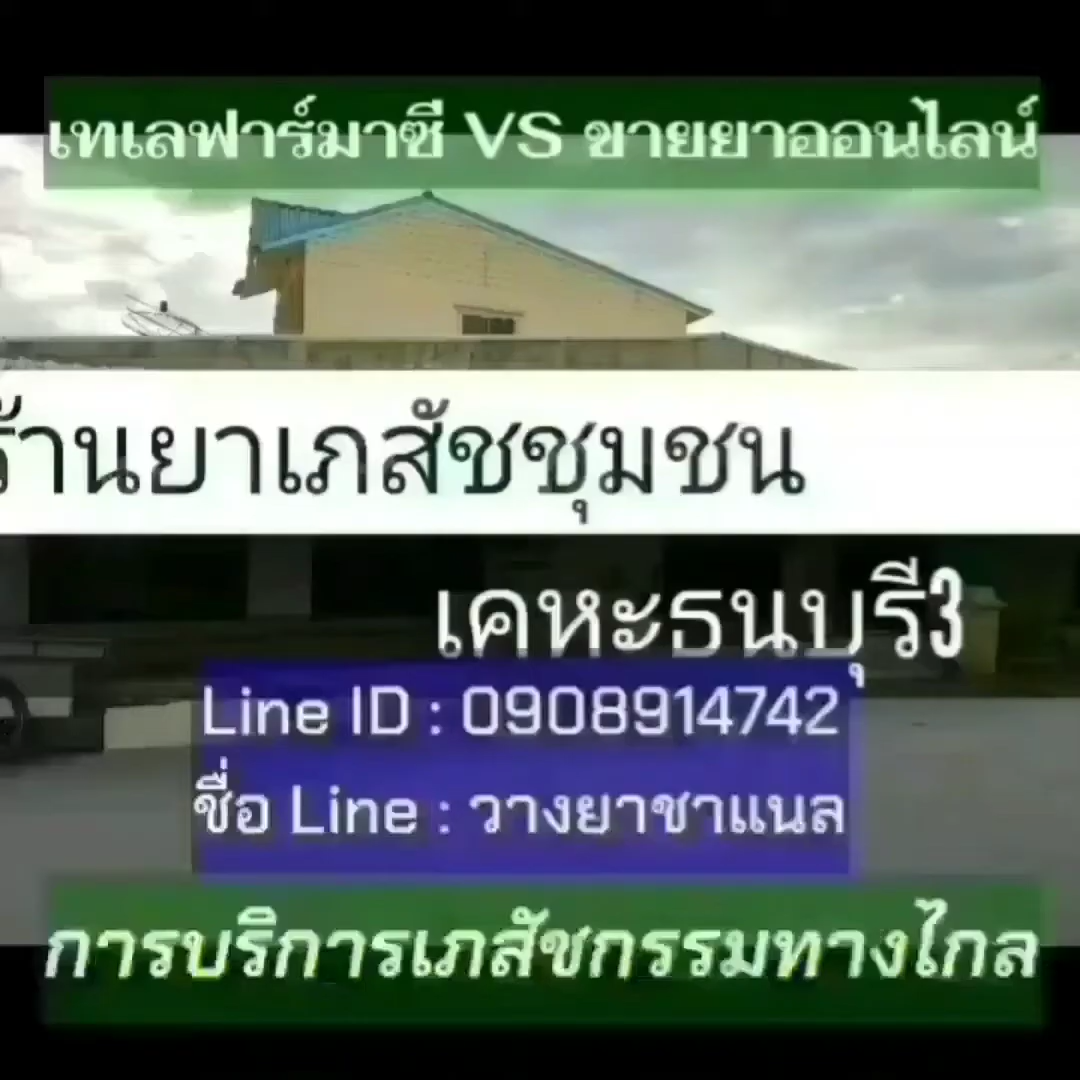 เทเลฟาร์มาซี VS ขายยาออนไลน์
ร้านยาเภสัชชุมชน
เคหะธนบุรี3
Line ID : 0908914742
ชื่อ Line : วางยาชาแนล
การบริการเภสัชกรรมทางไกล